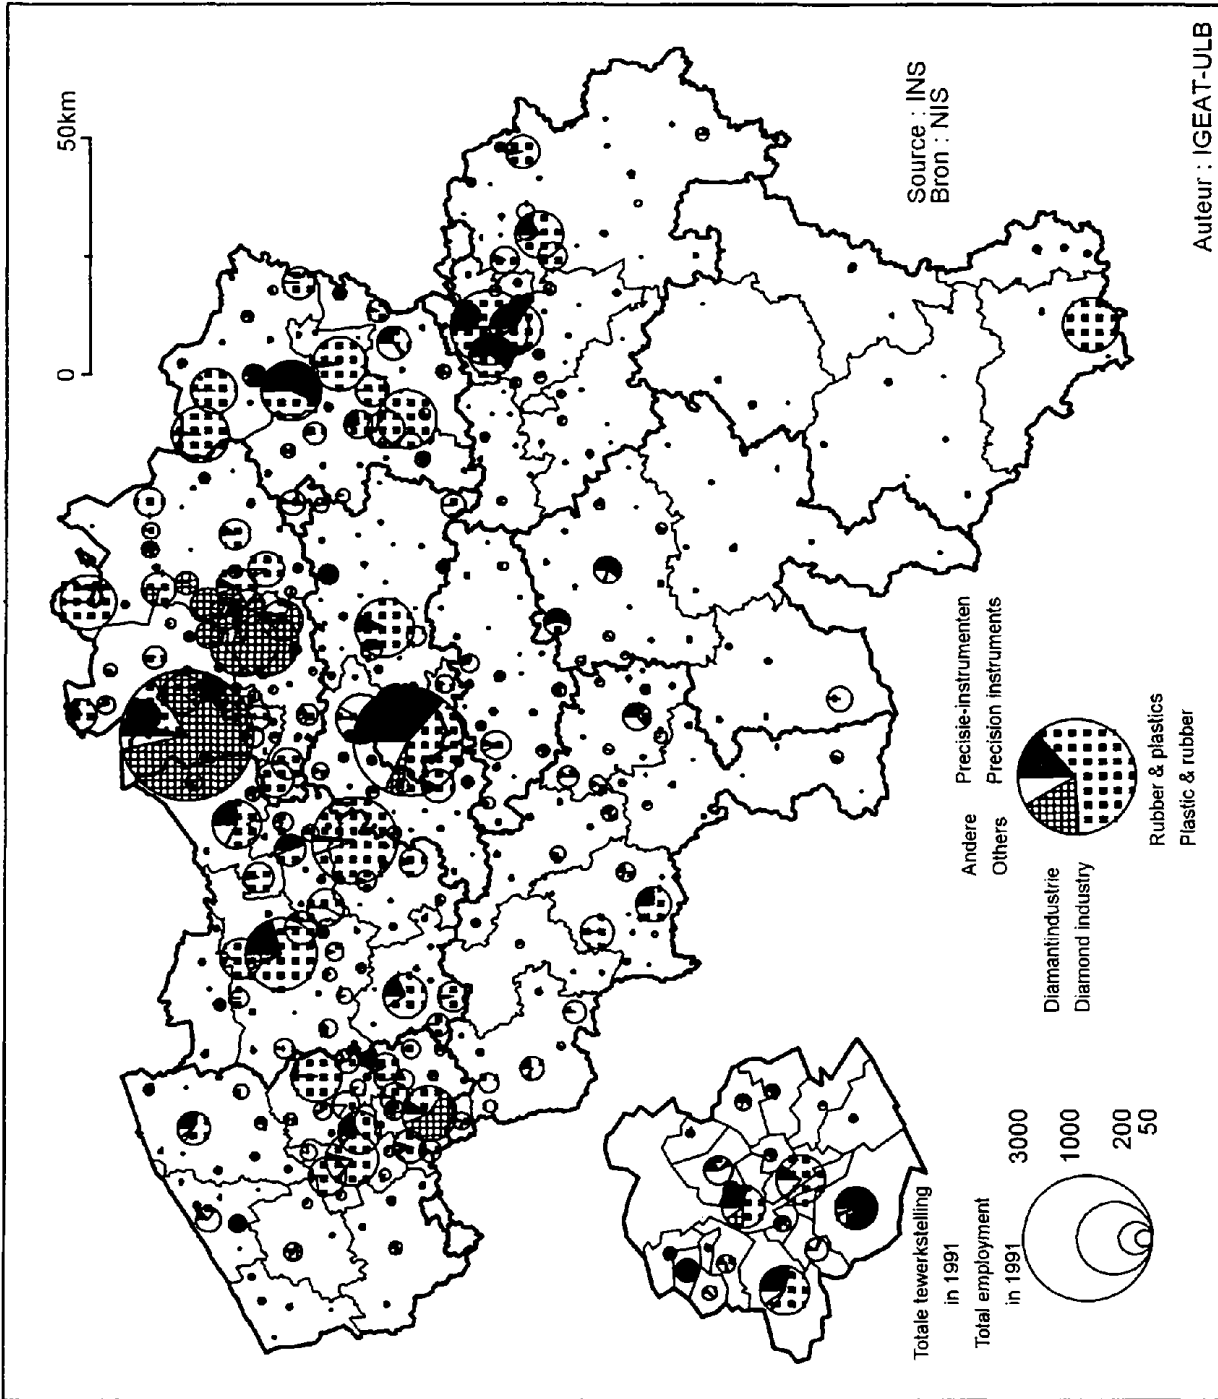 0
50km
Source : INS
Bron : NIS
Andere
Others
Precisie-instrumenten
Precision instruments
Diamantindustrie
Diamond industry
Rubber & plastics
Plastic & rubber
Totale tewerkstelling
in 1991
Total employment
in 1991
3000
1000
200
50
Auteur : IGEAT-ULB